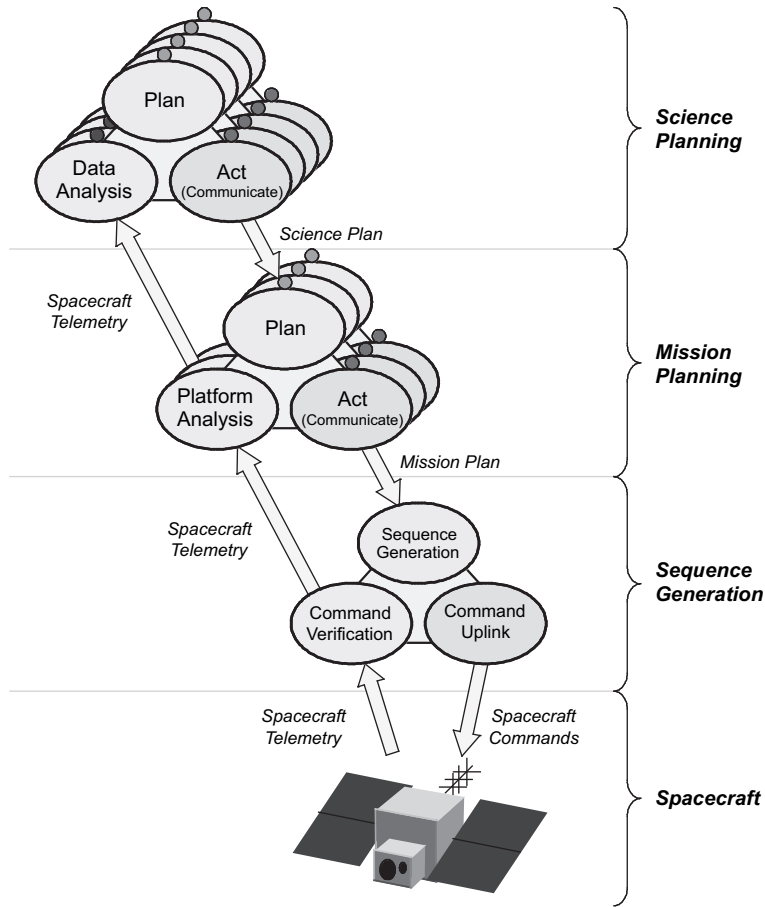 Plan
Data
Analysis
Act
(Communicate)
Science
Planning
Science Plan
Spacecraft
Telemetry
Plan
Platform
Analysis
Act
(Communicate)
Mission
Planning
Mission Plan
Spacecraft
Telemetry
Sequence
Generation
Command
Verification
Command
Uplink
Sequence
Generation
Spacecraft
Telemetry
Spacecraft
Commands
Spacecraft